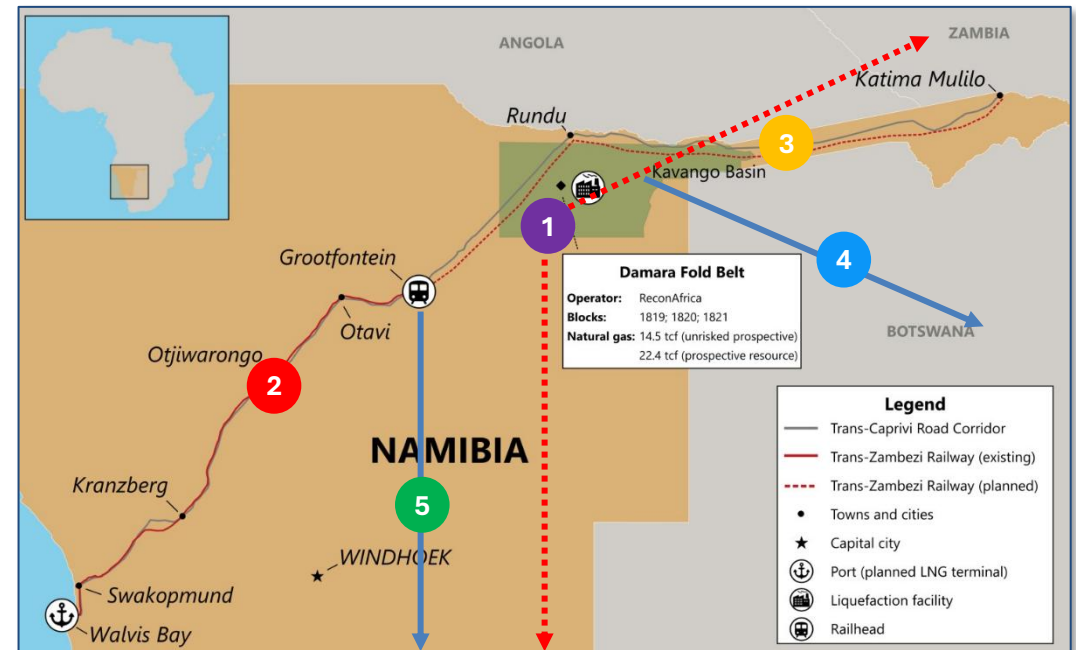 ANGOLA
ZAMBIA
Katima Mulilo
Rundu
3
Kavango Basin
1
Grootfontein
4
Damara Fold Belt
Operator: ReconAfrica
Blocks: 1819; 1820; 1821
Natural gas: 14.5 tcf (unrisked prospective)
22.4 tcf (prospective resource)
Otavi
BOTSWANA
Otjiwarongo
2
NAMIBIA
Kranzberg
5
WINDHOEK
Swakopmund
Walvis Bay
Legend
Trans-Caprivi Road Corridor
Trans-Zambezi Railway (existing)
Trans-Zambezi Railway (planned)
Towns and cities
Capital city
Port (planned LNG terminal)
Liquefaction facility
Railhead